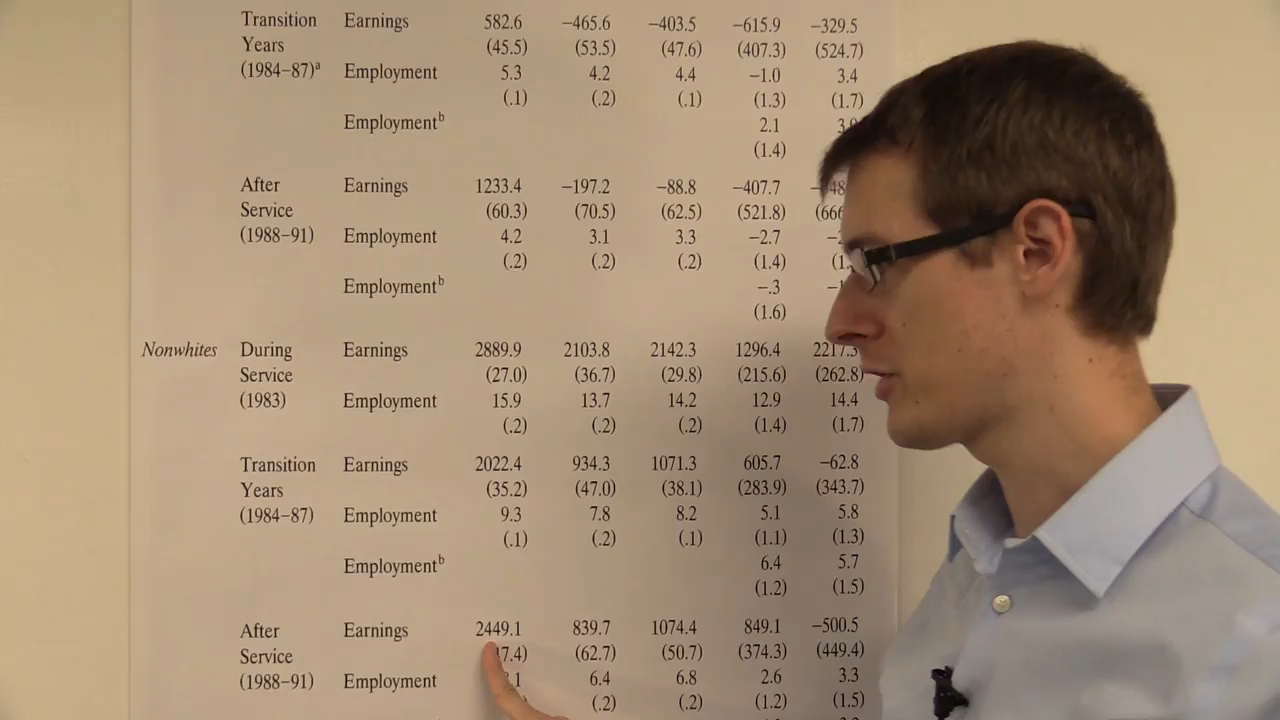 Transition Earnings 582.6 −465.6 −403.5 −615.9 −329.5
Years (45.5) (53.5) (47.6) (407.3) (524.7)
(1984–87)ᵃ Employment 5.3 4.2 4.4 −1.0 3.4
(.1) (.2) (.1) (1.3) (1.7)
Employmentᵇ 2.1
(1.4)
After Earnings 1233.4 −197.2 −88.8 −407.7
Service (60.3) (70.5) (62.5) (521.8)
(1988–91) Employment 4.2 3.1 3.3 −2.7
(.2) (.2) (.2) (1.4)
Employmentᵇ −.3
(1.6)
Nonwhites During Earnings 2889.9 2103.8 2142.3 1296.4 2217.3
Service (27.0) (36.7) (29.8) (215.6) (262.8)
(1983) Employment 15.9 13.7 14.2 12.9 14.4
(.2) (.2) (.2) (1.4) (1.7)
Transition Earnings 2022.4 934.3 1071.3 605.7 −62.8
Years (35.2) (47.0) (38.1) (283.9) (343.7)
(1984–87) Employment 9.3 7.8 8.2 5.1 5.8
(.1) (.2) (.1) (1.1) (1.3)
Employmentᵇ 6.4 5.7
(1.2) (1.5)
After Earnings 2449.1 839.7 1074.4 849.1 −500.5
Service (62.7) (50.7) (374.3) (449.4)
(1988–91) Employment 6.4 6.8 2.6 3.3
(.2) (.2) (1.2) (1.5)